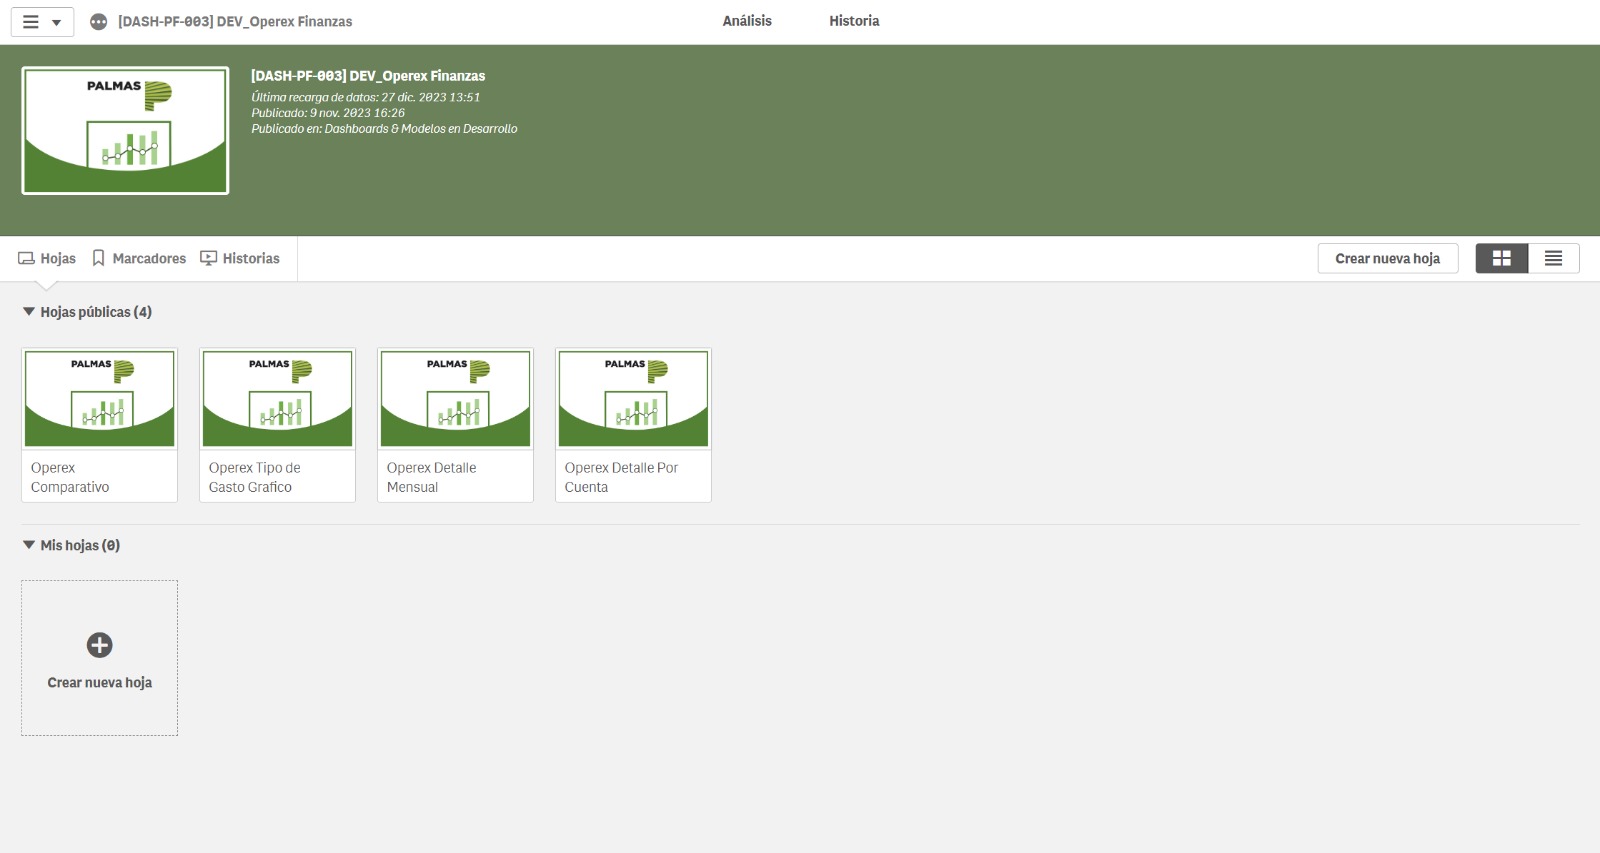 [DASH-PF-003] DEV_Operex Finanzas
Análisis
Historia
PALMAS
[DASH-PF-003] DEV_Operex Finanzas
Última recarga de datos: 27 dic. 2023 13:51
Publicado: 9 nov. 2023 16:26
Publicado en: Dashboards & Modelos en Desarrollo
Hojas
Marcadores
Historias
Crear nueva hoja
Hojas públicas (4)
PALMAS
PALMAS
PALMAS
PALMAS
Operex
Comparativo
Operex Tipo de
Gasto Grafico
Operex Detalle
Mensual
Operex Detalle Por
Cuenta
Mis hojas (0)
Crear nueva hoja